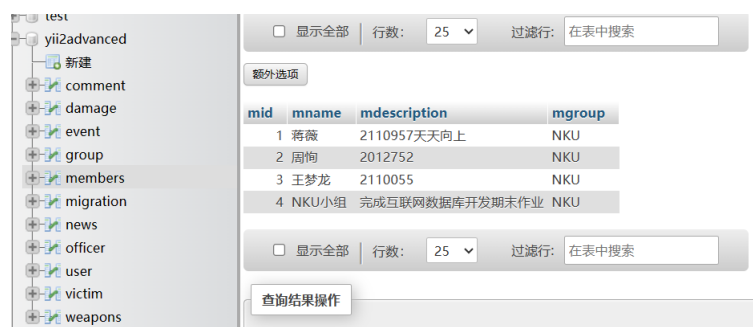 test
yii2advanced
新建
comment
damage
event
group
members
migration
news
officer
user
victim
weapons
显示全部 行数： 25 过滤行： 在表中搜索
额外选项
mid mname mdescription mgroup
1 蒋薇 2110957天天向上 NKU
2 周恂 2012752 NKU
3 王梦龙 2110055 NKU
4 NKU小组 完成互联网数据库开发期末作业 NKU
显示全部 行数： 25 过滤行： 在表中搜索
查询结果操作